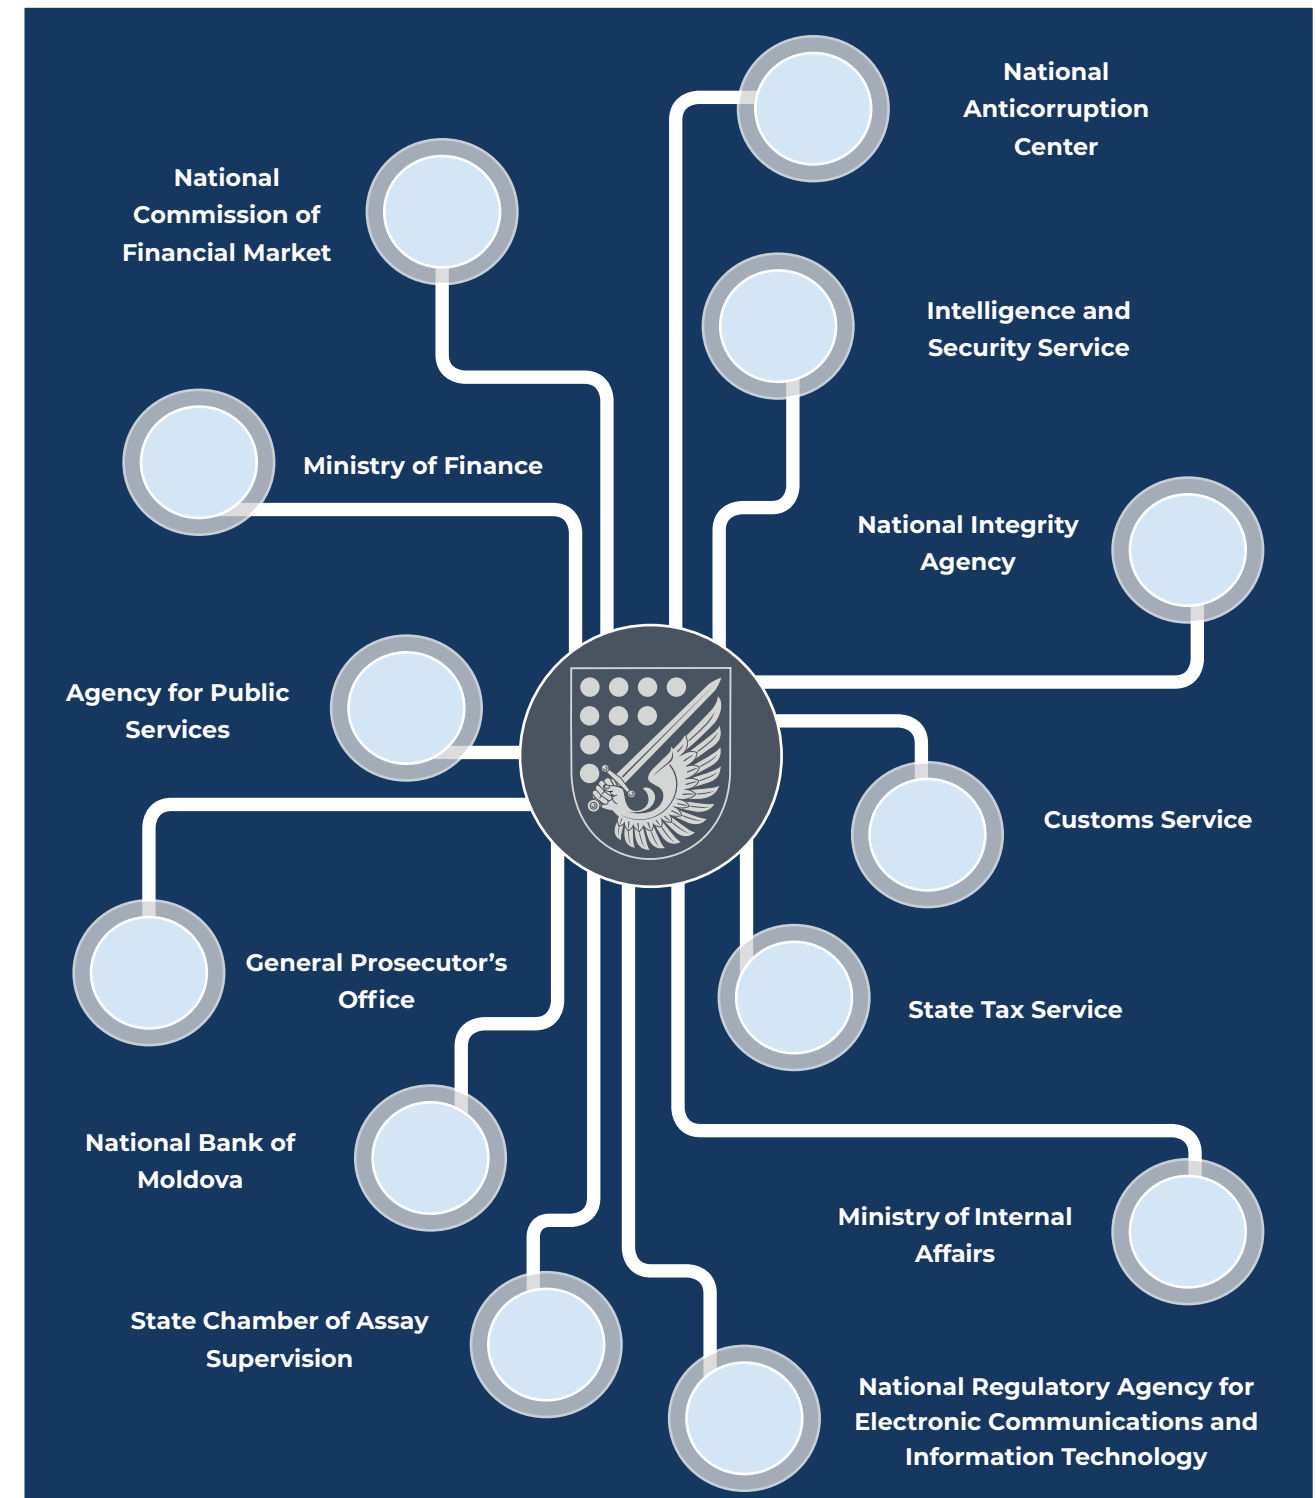 National
Anticorruption
Center
National
Commission of
Financial Market
Intelligence and
Security Service
Ministry of Finance
National Integrity
Agency
Agency for Public
Services
Customs Service
General Prosecutor’s
Office
State Tax Service
National Bank of
Moldova
Ministry of Internal
Affairs
State Chamber of Assay
Supervision
National Regulatory Agency for
Electronic Communications and
Information Technology